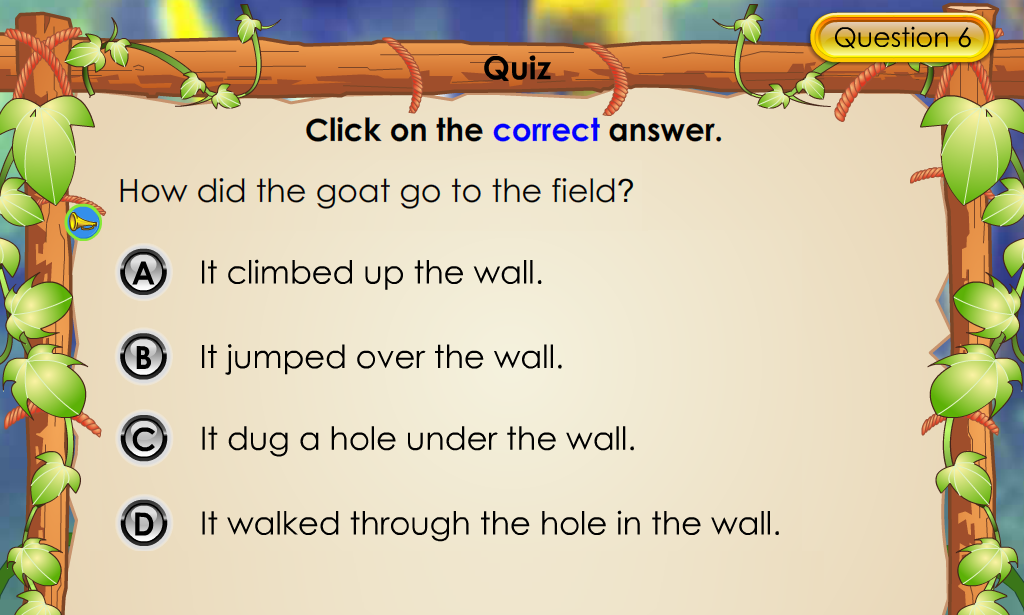 Question 6
Quiz
Click on the correct answer.
How did the goat go to the field?
A It climbed up the wall.
B It jumped over the wall.
C It dug a hole under the wall.
D It walked through the hole in the wall.